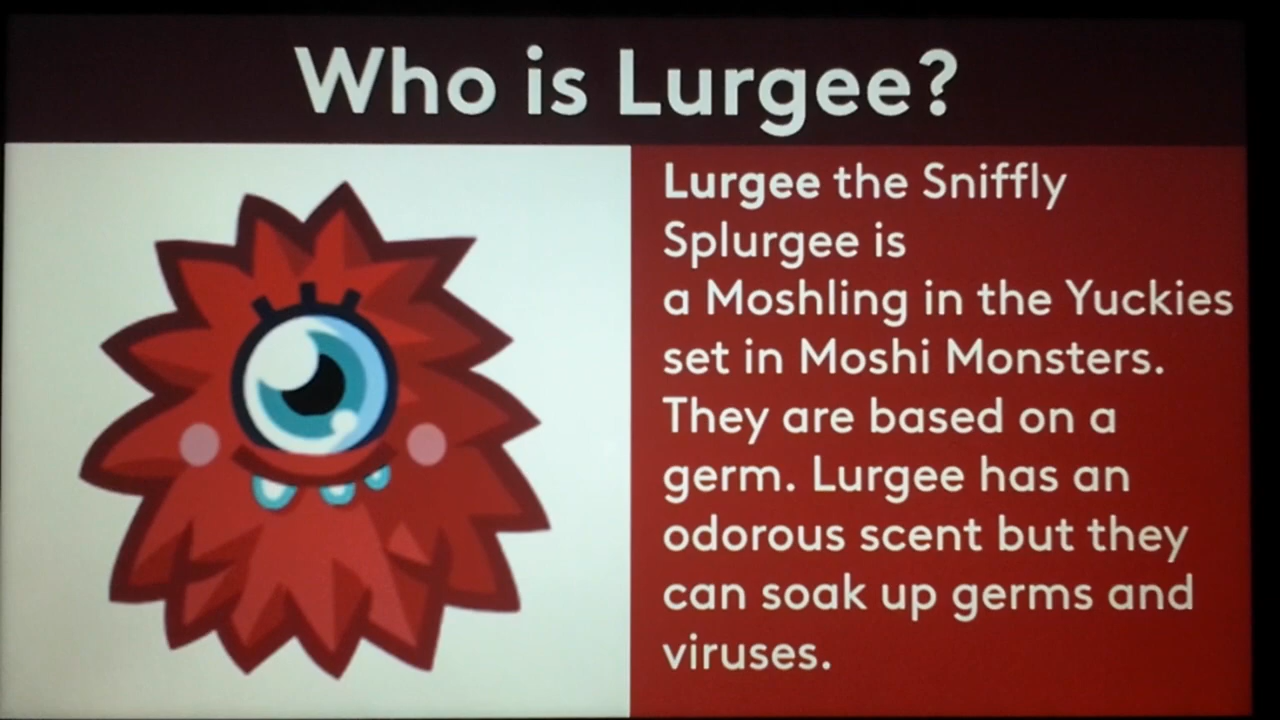 Who is Lurgee?
Lurgee the Sniffly
Splurgee is
a Moshling in the Yuckies
set in Moshi Monsters.
They are based on a
germ. Lurgee has an
odorous scent but they
can soak up germs and
viruses.